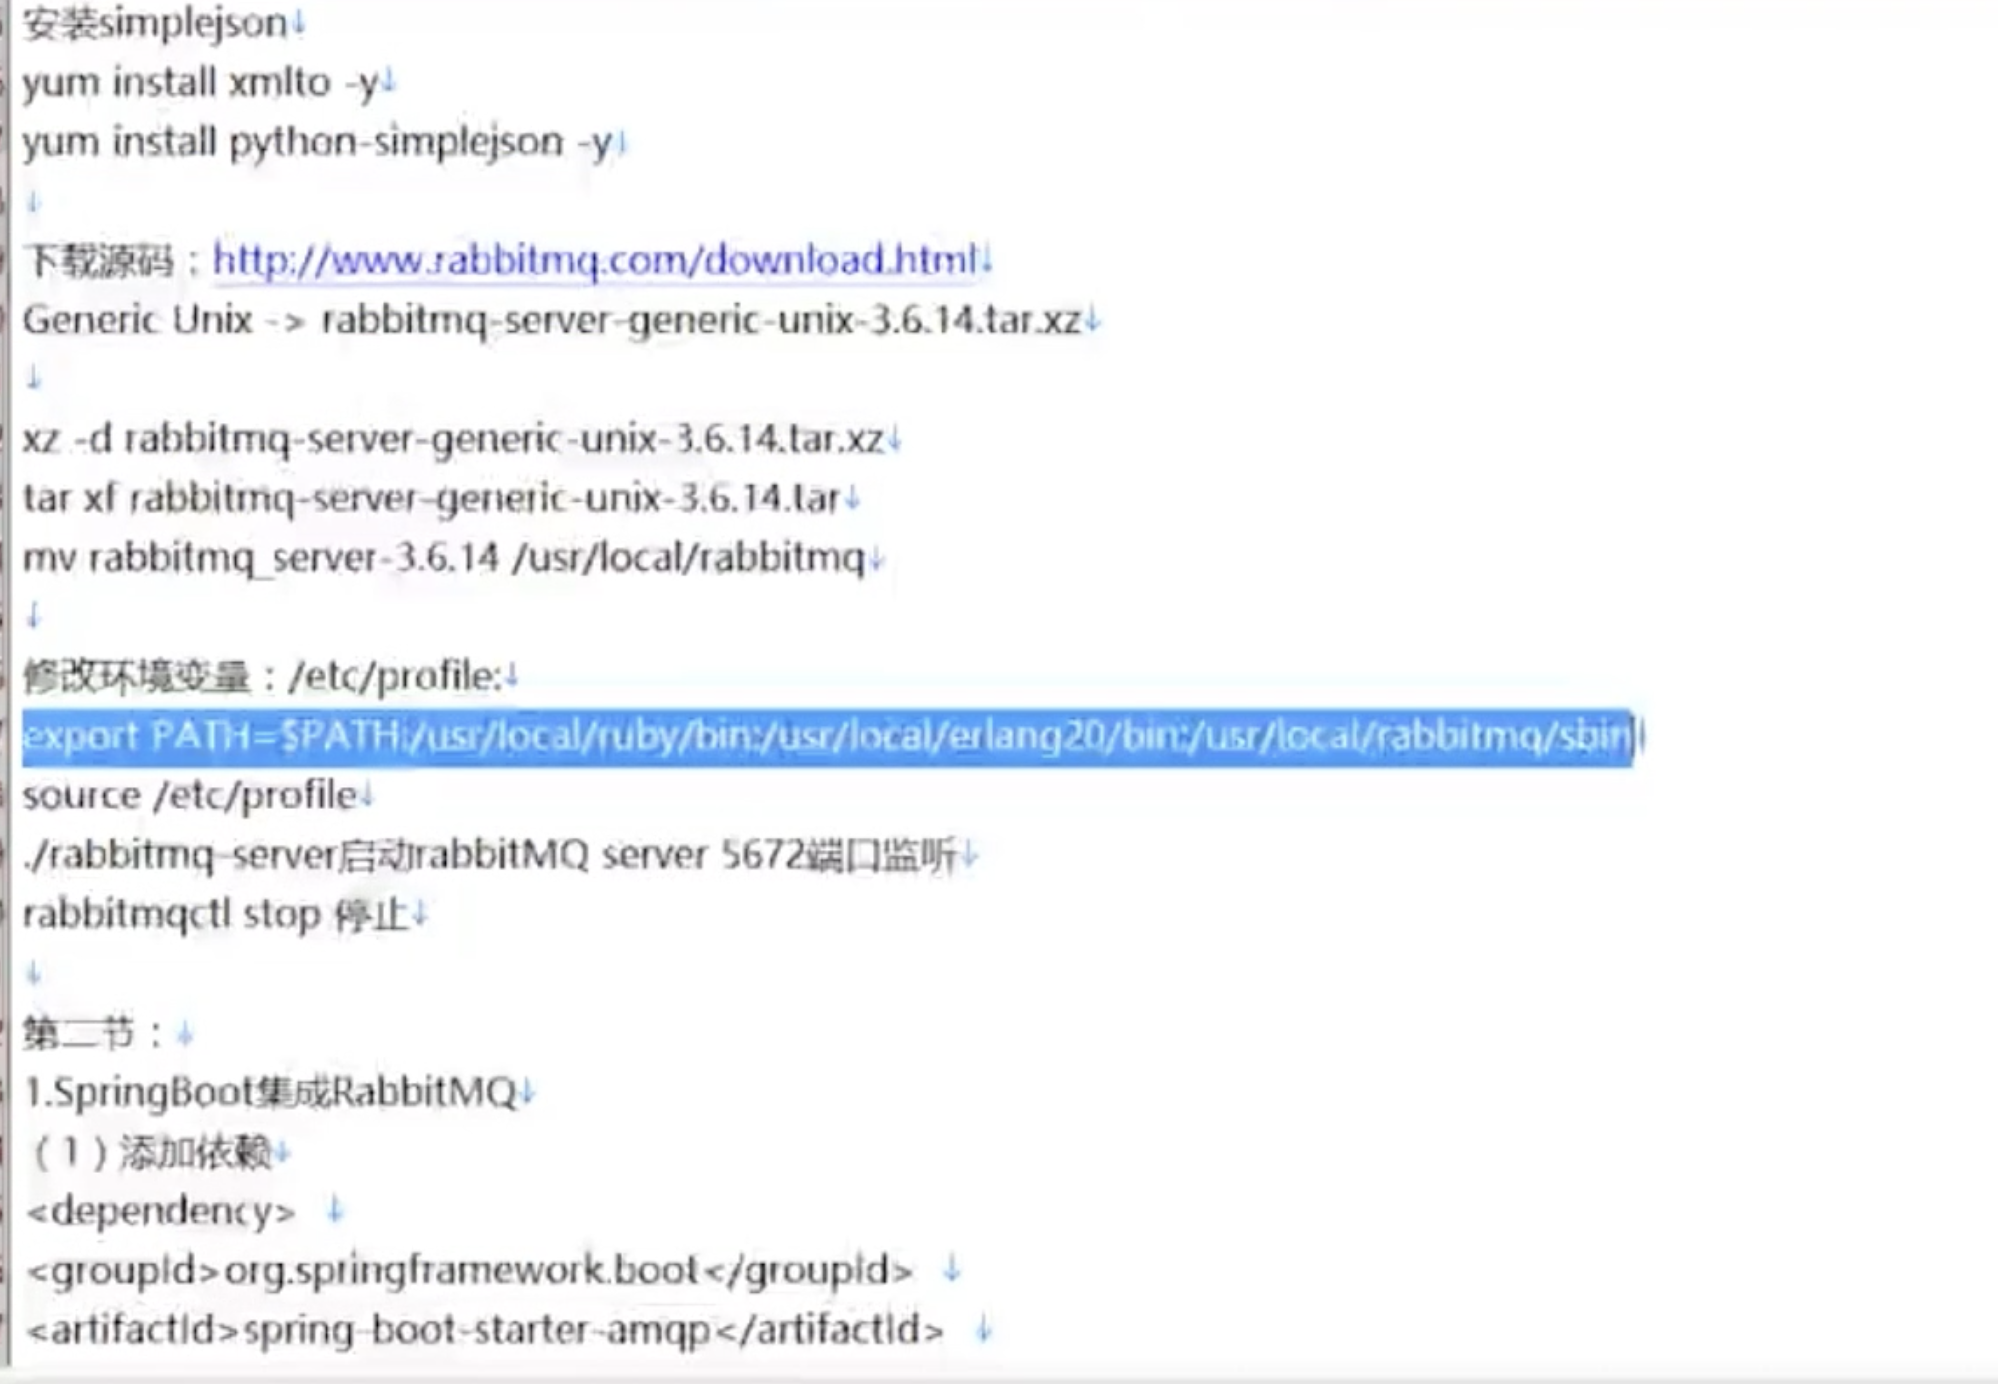 安装simplejson↓
yum install xmlto -y↓
yum install python-simplejson -y↓
↓
下载源码：http://www.rabbitmq.com/download.html↓
Generic Unix -> rabbitmq-server-generic-unix-3.6.14.tar.xz↓
↓
xz -d rabbitmq-server-generic-unix-3.6.14.tar.xz↓
tar xf rabbitmq-server-generic-unix-3.6.14.tar↓
mv rabbitmq_server-3.6.14 /usr/local/rabbitmq↓
↓
修改环境变量：/etc/profile:↓
export PATH=$PATH:/usr/local/ruby/bin:/usr/local/erlang20/bin:/usr/local/rabbitmq/sbin
source /etc/profile↓
./rabbitmq-server启动rabbitMQ server 5672端口监听↓
rabbitmqctl stop 停止↓
↓
第二节：↓
1.SpringBoot集成RabbitMQ↓
（1）添加依赖↓
<dependency> ↓
<groupId>org.springframework.boot</groupId> ↓
<artifactId>spring-boot-starter-amqp</artifactId> ↓